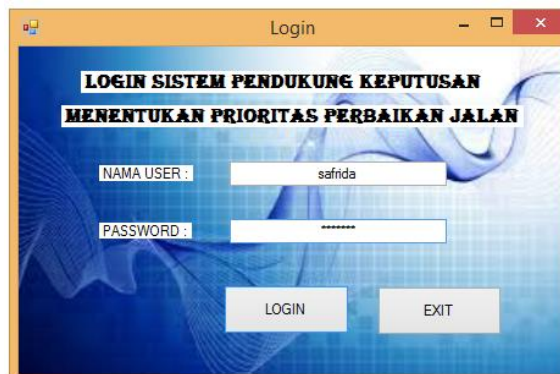 Login
LOGIN SISTEM PENDUKUNG KEPUTUSAN
MENENTUKAN PRIORITAS PERBAIKAN JALAN
NAMA USER : safrida
PASSWORD : *******
LOGIN EXIT